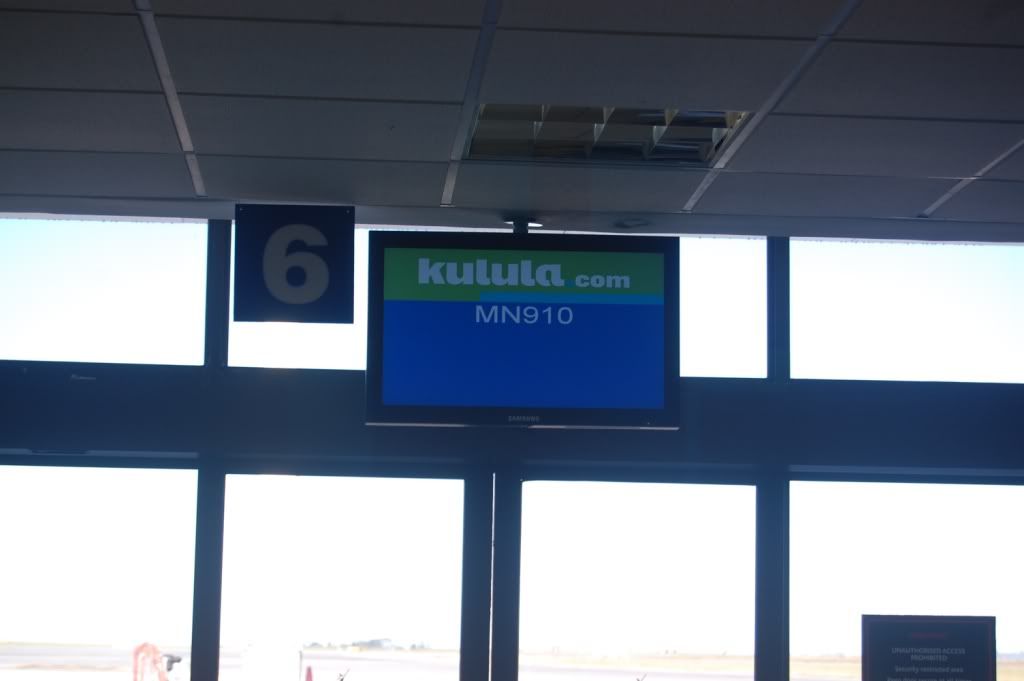 6
kulula.com
MN910
SAMSUNG
UNAUTHORISED ACCESS
PROHIBITED
Security restricted area